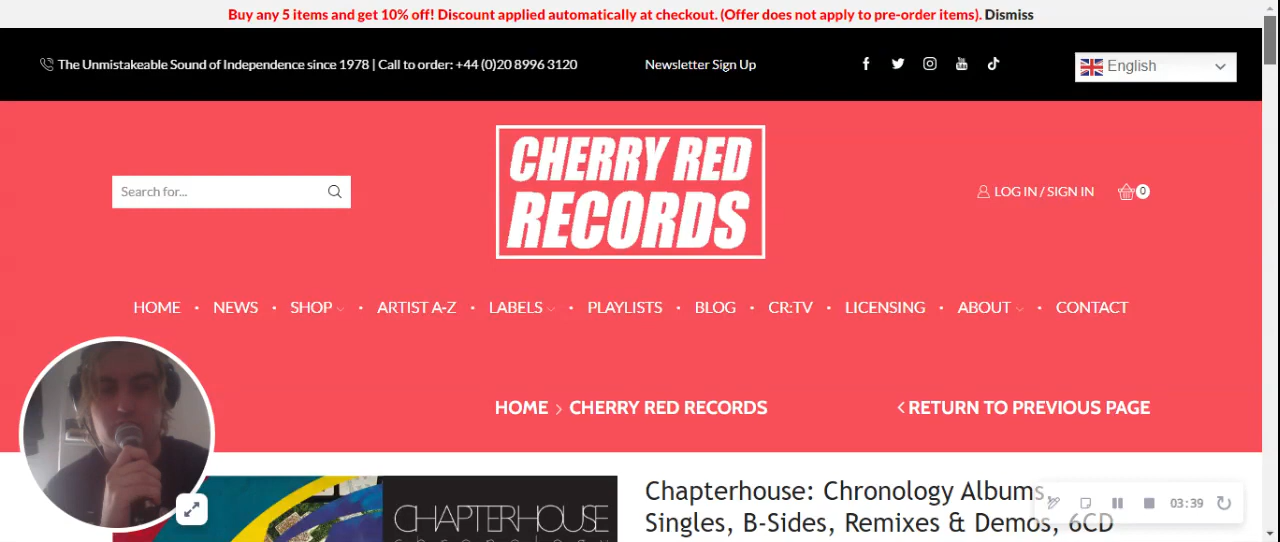 Buy any 5 items and get 10% off! Discount applied automatically at checkout. (Offer does not apply to pre-order items). Dismiss
The Unmistakeable Sound of Independence since 1978 | Call to order: +44 (0)20 8996 3120
Newsletter Sign Up
English
CHERRY RED
RECORDS
Search for...
LOG IN / SIGN IN
0
HOME • NEWS • SHOP • ARTIST A-Z • LABELS • PLAYLISTS • BLOG • CR:TV • LICENSING • ABOUT • CONTACT
HOME > CHERRY RED RECORDS
< RETURN TO PREVIOUS PAGE
CHAPTERHOUSE
Chapterhouse: Chronology Albums,
Singles, B-Sides, Remixes & Demos, 6CD
03:39